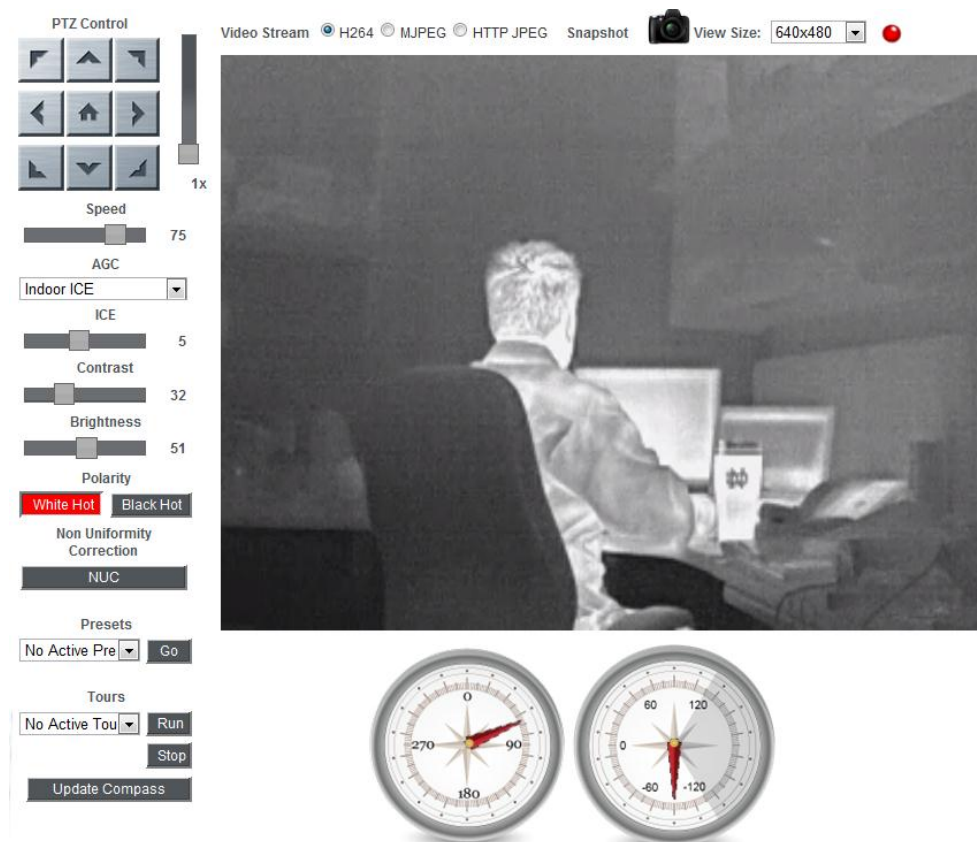 PTZ Control
Video Stream H264 MJPEG HTTP JPEG Snapshot View Size: 640x480
1x
Speed
75
AGC
Indoor ICE
ICE
5
Contrast
32
Brightness
51
Polarity
White Hot Black Hot
Non Uniformity
Correction
NUC
Presets
No Active Pre Go
Tours
No Active Tou Run
Stop
Update Compass
0
270 90
180
60 120
0
-60 -120
ND